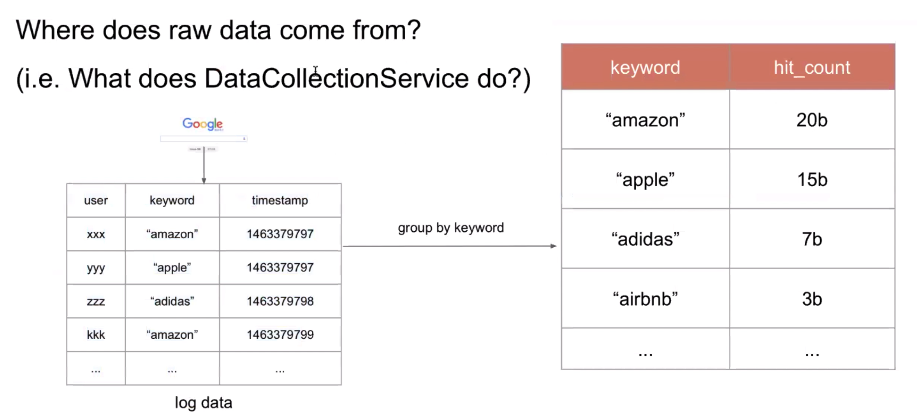 Where does raw data come from?
(i.e. What does DataCollectionService do?)
Google
user keyword timestamp
xxx “amazon” 1463379797
yyy “apple” 1463379797
zzz “adidas” 1463379798
kkk “amazon” 1463379799
... ... ...
log data
group by keyword
keyword hit_count
“amazon” 20b
“apple” 15b
“adidas” 7b
“airbnb” 3b
... ...